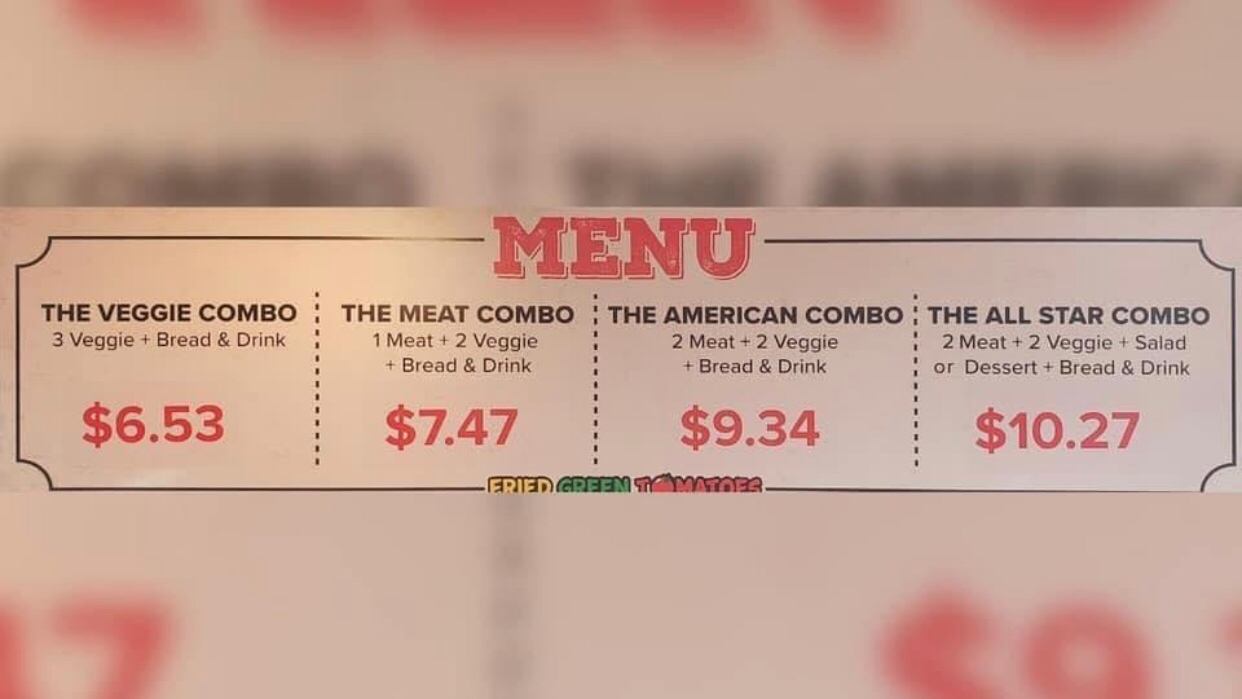 MENU
THE VEGGIE COMBO
3 Veggie + Bread & Drink
$6.53
THE MEAT COMBO
1 Meat + 2 Veggie
+ Bread & Drink
$7.47
THE AMERICAN COMBO
2 Meat + 2 Veggie
+ Bread & Drink
$9.34
THE ALL STAR COMBO
2 Meat + 2 Veggie + Salad
or Dessert + Bread & Drink
$10.27
FRIED GREEN TOMATOES